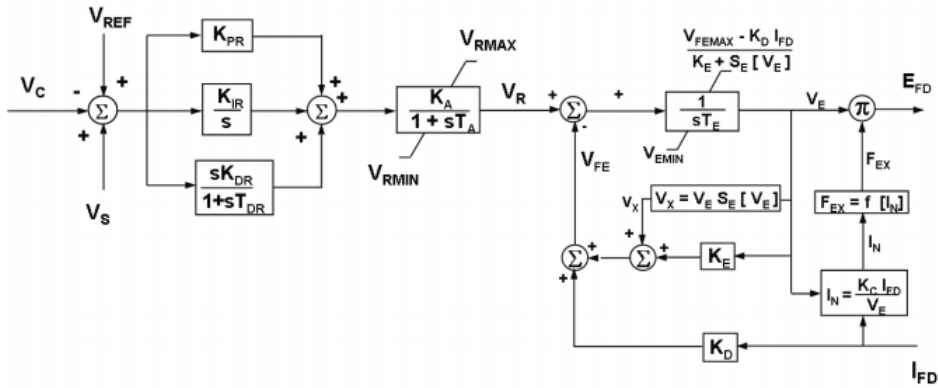 V_REF
V_C
-
+
Σ
+
V_S
K_PR
K_IR
s
sK_DR
1+sT_DR
+
+
+
Σ
V_RMAX
K_A
1 + sT_A
V_RMIN
V_R
+
Σ
-
+
V_FEMAX - K_D I_FD
K_E + S_E [ V_E ]
1
sT_E
V_EMIN
V_E
π
E_FD
V_FE
F_EX
V_X
V_X = V_E S_E [ V_E ]
F_EX = f [I_N]
I_N
+
+
Σ
+
+
Σ
K_E
I_N = K_C I_FD
V_E
K_D
I_FD